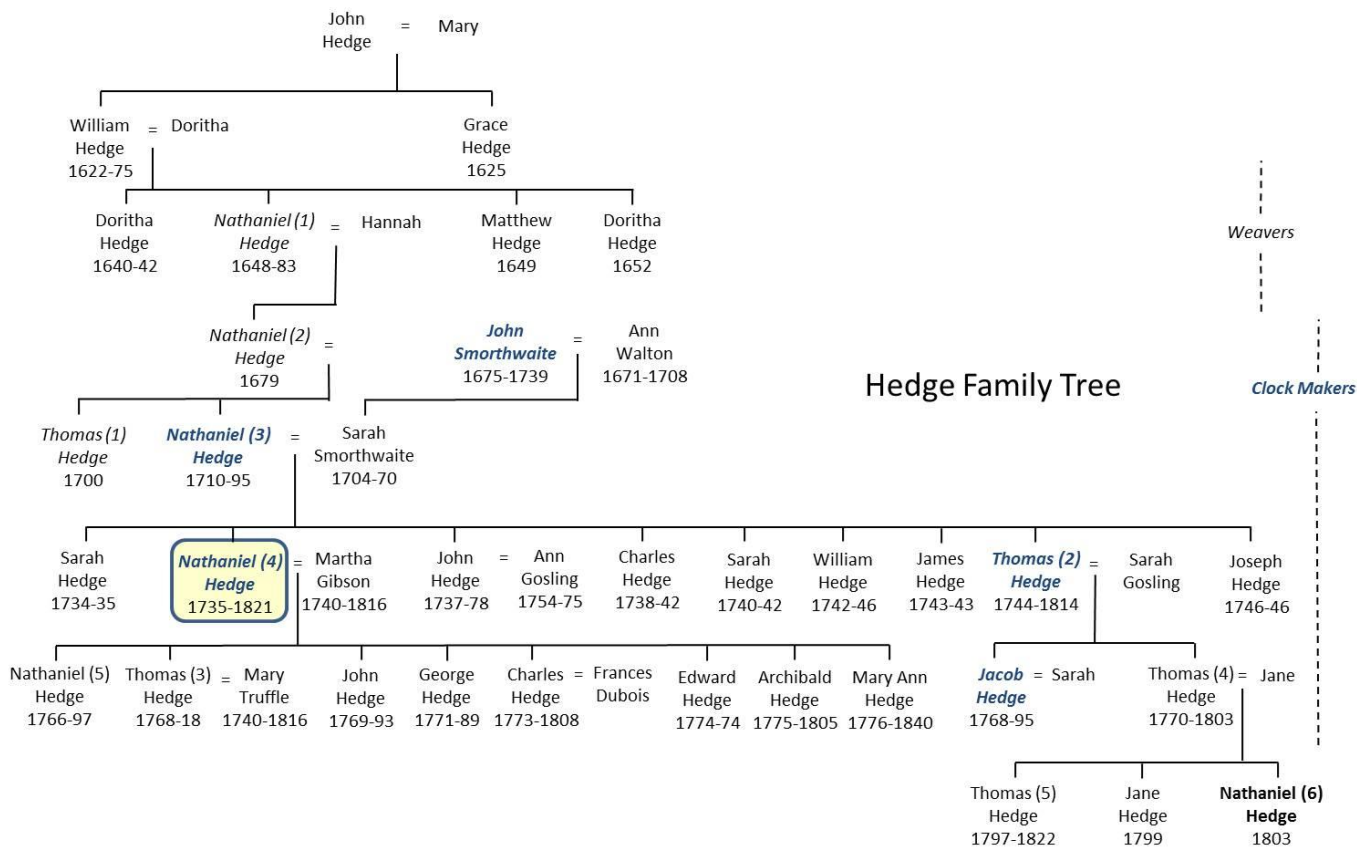 John
Hedge
=
Mary
William
Hedge
1622-75
=
Doritha
Grace
Hedge
1625
Doritha
Hedge
1640-42
Nathaniel (1)
Hedge
1648-83
=
Hannah
Matthew
Hedge
1649
Doritha
Hedge
1652
Weavers
Nathaniel (2)
Hedge
1679
=
John
Smorthwaite
1675-1739
=
Ann
Walton
1671-1708
Hedge Family Tree
Clock Makers
Thomas (1)
Hedge
1700
Nathaniel (3)
Hedge
1710-95
=
Sarah
Smorthwaite
1704-70
Sarah
Hedge
1734-35
Nathaniel (4)
Hedge
1735-1821
=
Martha
Gibson
1740-1816
John
Hedge
1737-78
=
Ann
Gosling
1754-75
Charles
Hedge
1738-42
Sarah
Hedge
1740-42
William
Hedge
1742-46
James
Hedge
1743-43
Thomas (2)
Hedge
1744-1814
=
Sarah
Gosling
Joseph
Hedge
1746-46
Nathaniel (5)
Hedge
1766-97
Thomas (3)
Hedge
1768-18
=
Mary
Truffle
1740-1816
John
Hedge
1769-93
George
Hedge
1771-89
Charles
Hedge
1773-1808
=
Frances
Dubois
Edward
Hedge
1774-74
Archibald
Hedge
1775-1805
Mary Ann
Hedge
1776-1840
Jacob
Hedge
1768-95
=
Sarah
Thomas (4)
Hedge
1770-1803
=
Jane
Thomas (5)
Hedge
1797-1822
Jane
Hedge
1799
Nathaniel (6)
Hedge
1803